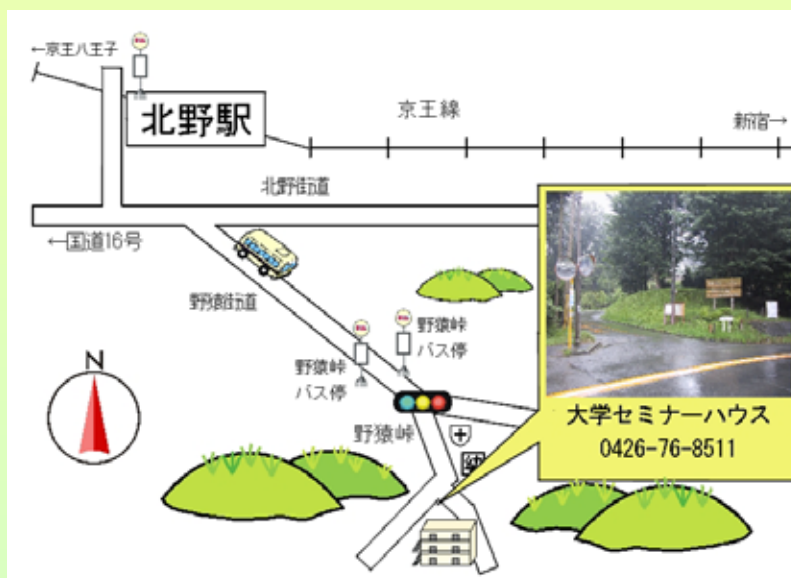 ←京王八王子
北野駅
京王線
新宿→
北野街道
←国道16号
野猿街道
野猿峠
バス停
野猿峠
バス停
野猿峠
幼
N
大学セミナーハウス
0426-76-8511